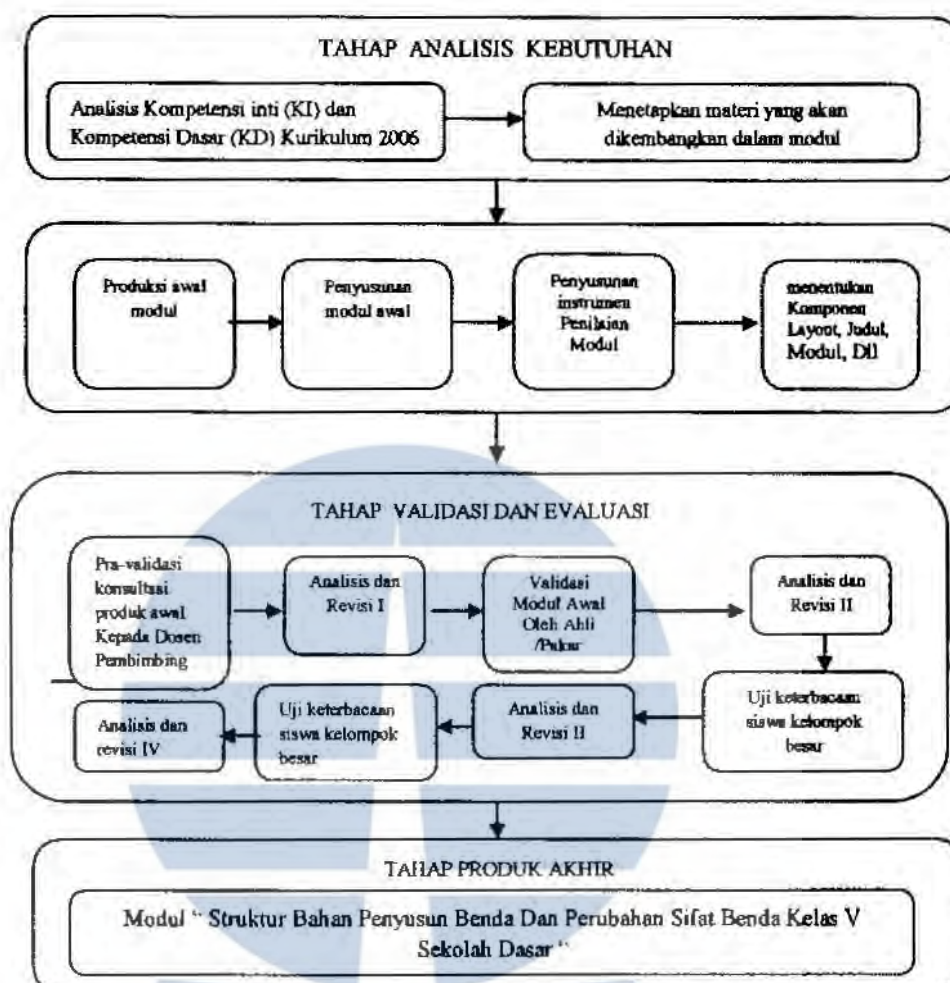 TAHAP ANALISIS KEBUTUHAN
Analisis Kompetensi inti (KI) dan
Kompetensi Dasar (KD) Kurikulum 2006
Menetapkan materi yang akan
dikembangkan dalam modul
Produksi awal
modul
Penyusunan
modul awal
Penyusunan
instrumen
Penilaian
Modul
menentukan
Komponen
Layout, Judul,
Modul, Dll
TAHAP VALIDASI DAN EVALUASI
Pra-validasi
konsultasi
produk awal
Kepada Dosen
Pembimbing
Analisis dan
Revisi I
Validasi
Modul Awal
Oleh Ahli
/Pakar
Analisis dan
Revisi II
Uji keterbacaan
siswa kelompok
besar
Analisis dan
Revisi II
Uji keterbacaan
siswa kelompok
besar
Analisis dan
revisi IV
TAHAP PRODUK AKHIR
Modul " Struktur Bahan Penyusun Benda Dan Perubahan Sifat Benda Kelas V
Sekolah Dasar "